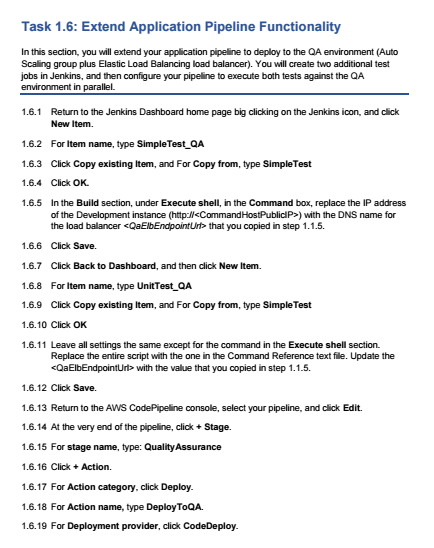 Task 1.6: Extend Application Pipeline Functionality
In this section, you will extend your application pipeline to deploy to the QA environment (Auto
Scaling group plus Elastic Load Balancing load balancer). You will create two additional test
jobs in Jenkins, and then configure your pipeline to execute both tests against the QA
environment in parallel.
1.6.1 Return to the Jenkins Dashboard home page big clicking on the Jenkins icon, and click
New Item.
1.6.2 For Item name, type SimpleTest_QA
1.6.3 Click Copy existing Item, and For Copy from, type SimpleTest
1.6.4 Click OK.
1.6.5 In the Build section, under Execute shell, in the Command box, replace the IP address
of the Development instance (http://<CommandHostPublicIP>) with the DNS name for
the load balancer <QaElbEndpointUrl> that you copied in step 1.1.5.
1.6.6 Click Save.
1.6.7 Click Back to Dashboard, and then click New Item.
1.6.8 For Item name, type UnitTest_QA
1.6.9 Click Copy existing Item, and For Copy from, type SimpleTest
1.6.10 Click OK
1.6.11 Leave all settings the same except for the command in the Execute shell section.
Replace the entire script with the one in the Command Reference text file. Update the
<QaElbEndpointUrl> with the value that you copied in step 1.1.5.
1.6.12 Click Save.
1.6.13 Return to the AWS CodePipeline console, select your pipeline, and click Edit.
1.6.14 At the very end of the pipeline, click + Stage.
1.6.15 For stage name, type: QualityAssurance
1.6.16 Click + Action.
1.6.17 For Action category, click Deploy.
1.6.18 For Action name, type DeployToQA.
1.6.19 For Deployment provider, click CodeDeploy.